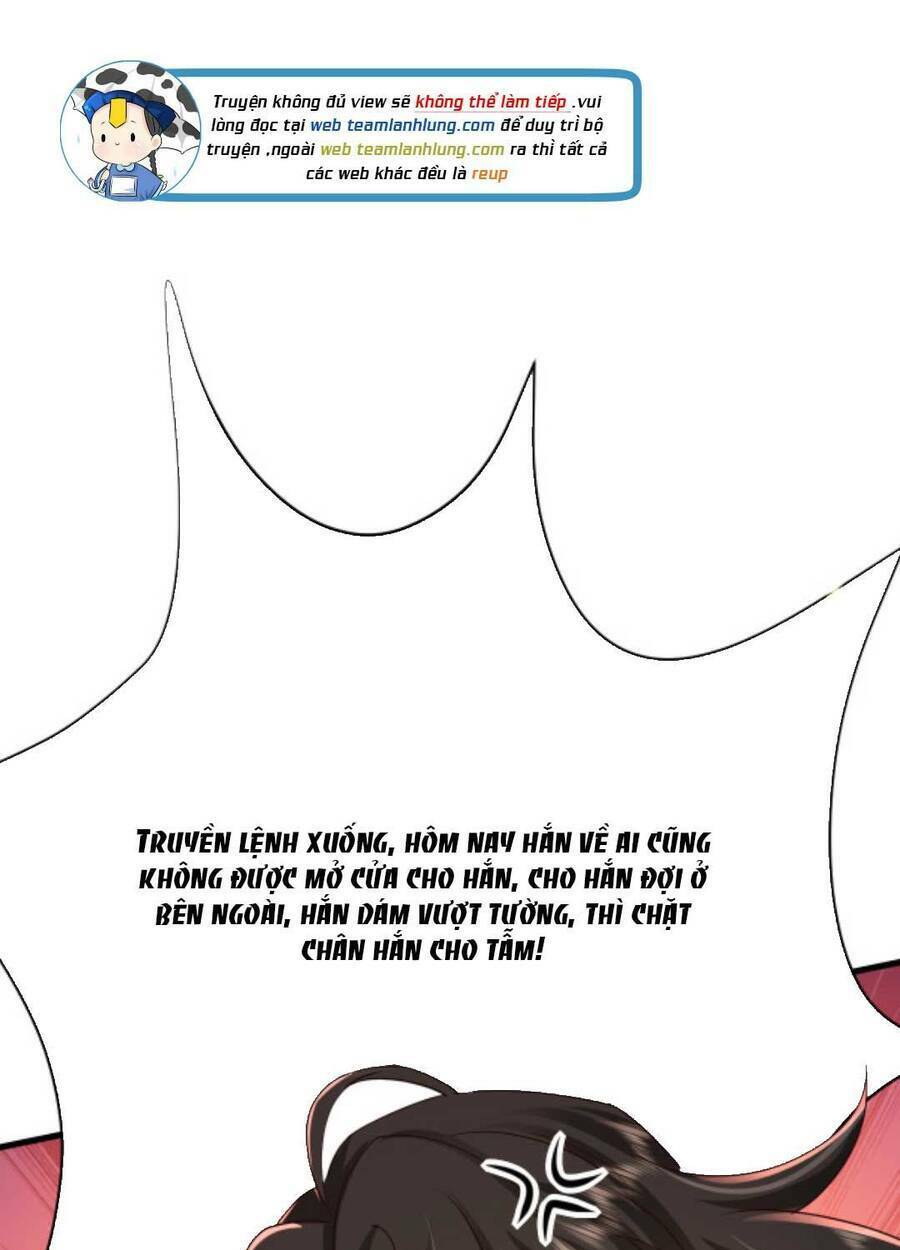 Truyện không đủ view sẽ không thể làm tiếp .vui
lòng đọc tại web teamlanhlung.com để duy trì bộ
truyện ,ngoài web teamlanhlung.com ra thì tất cả
các web khác đều là reup
TRUYỀN LỆNH XUỐNG, HÔM NAY HẮN VỀ AI CŨNG
KHÔNG ĐƯỢC MỞ CỬA CHO HẮN, CHO HẮN ĐỢI Ở
BÊN NGOÀI, HẮN DÁM VƯỢT TƯỜNG, THÌ CHẶT
CHÂN HẮN CHO TẪM!